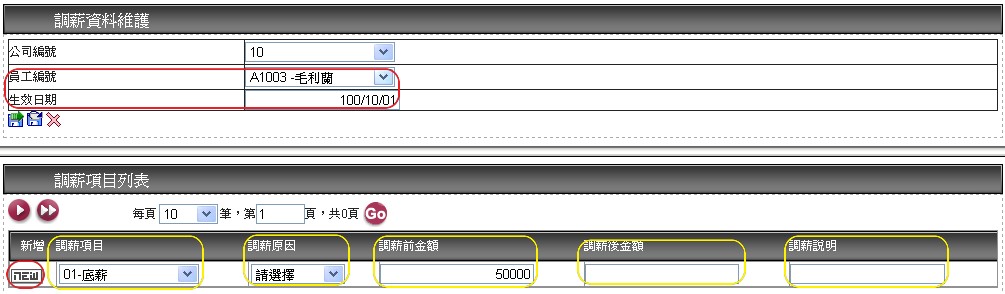 調薪資料維護
公司編號 10
員工編號 A1003 -毛利蘭
生效日期 100/10/01
調薪項目列表
每頁 10 筆，第 1 頁，共0頁 Go
新增 調薪項目 調薪原因 調薪前金額 調薪後金額 調薪說明
NEW 01-底薪 請選擇 50000